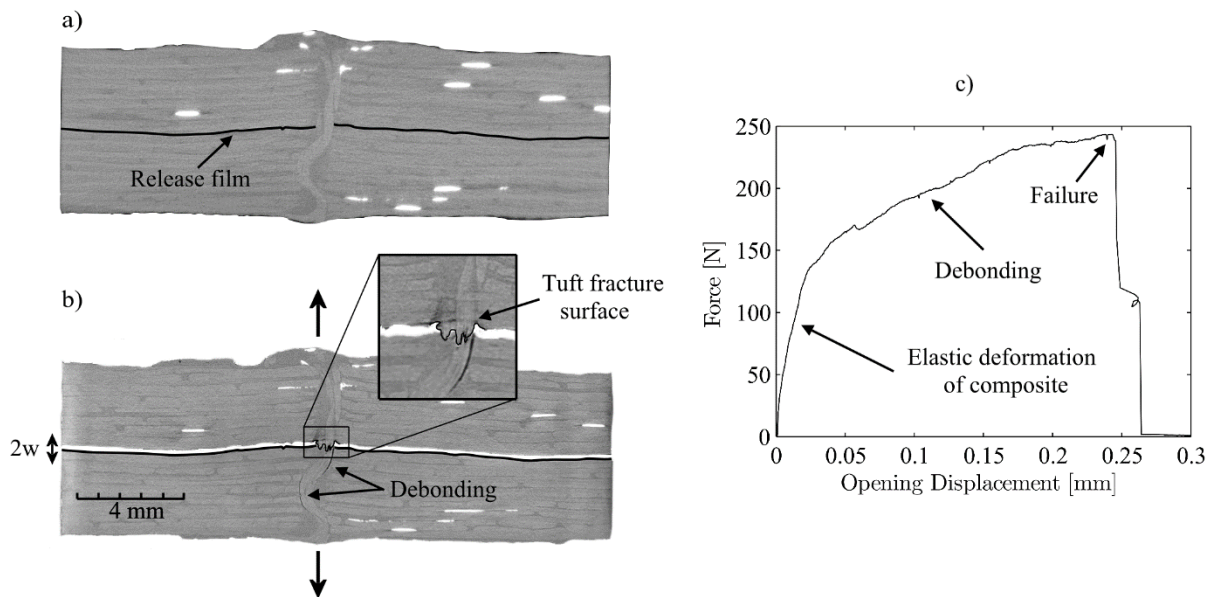 a)
Release film
b)
Tuft fracture
surface
2w
Debonding
4 mm
c)
250
200
150
100
50
0
Force [N]
Failure
Debonding
Elastic deformation
of composite
0 0.05 0.1 0.15 0.2 0.25 0.3
Opening Displacement [mm]